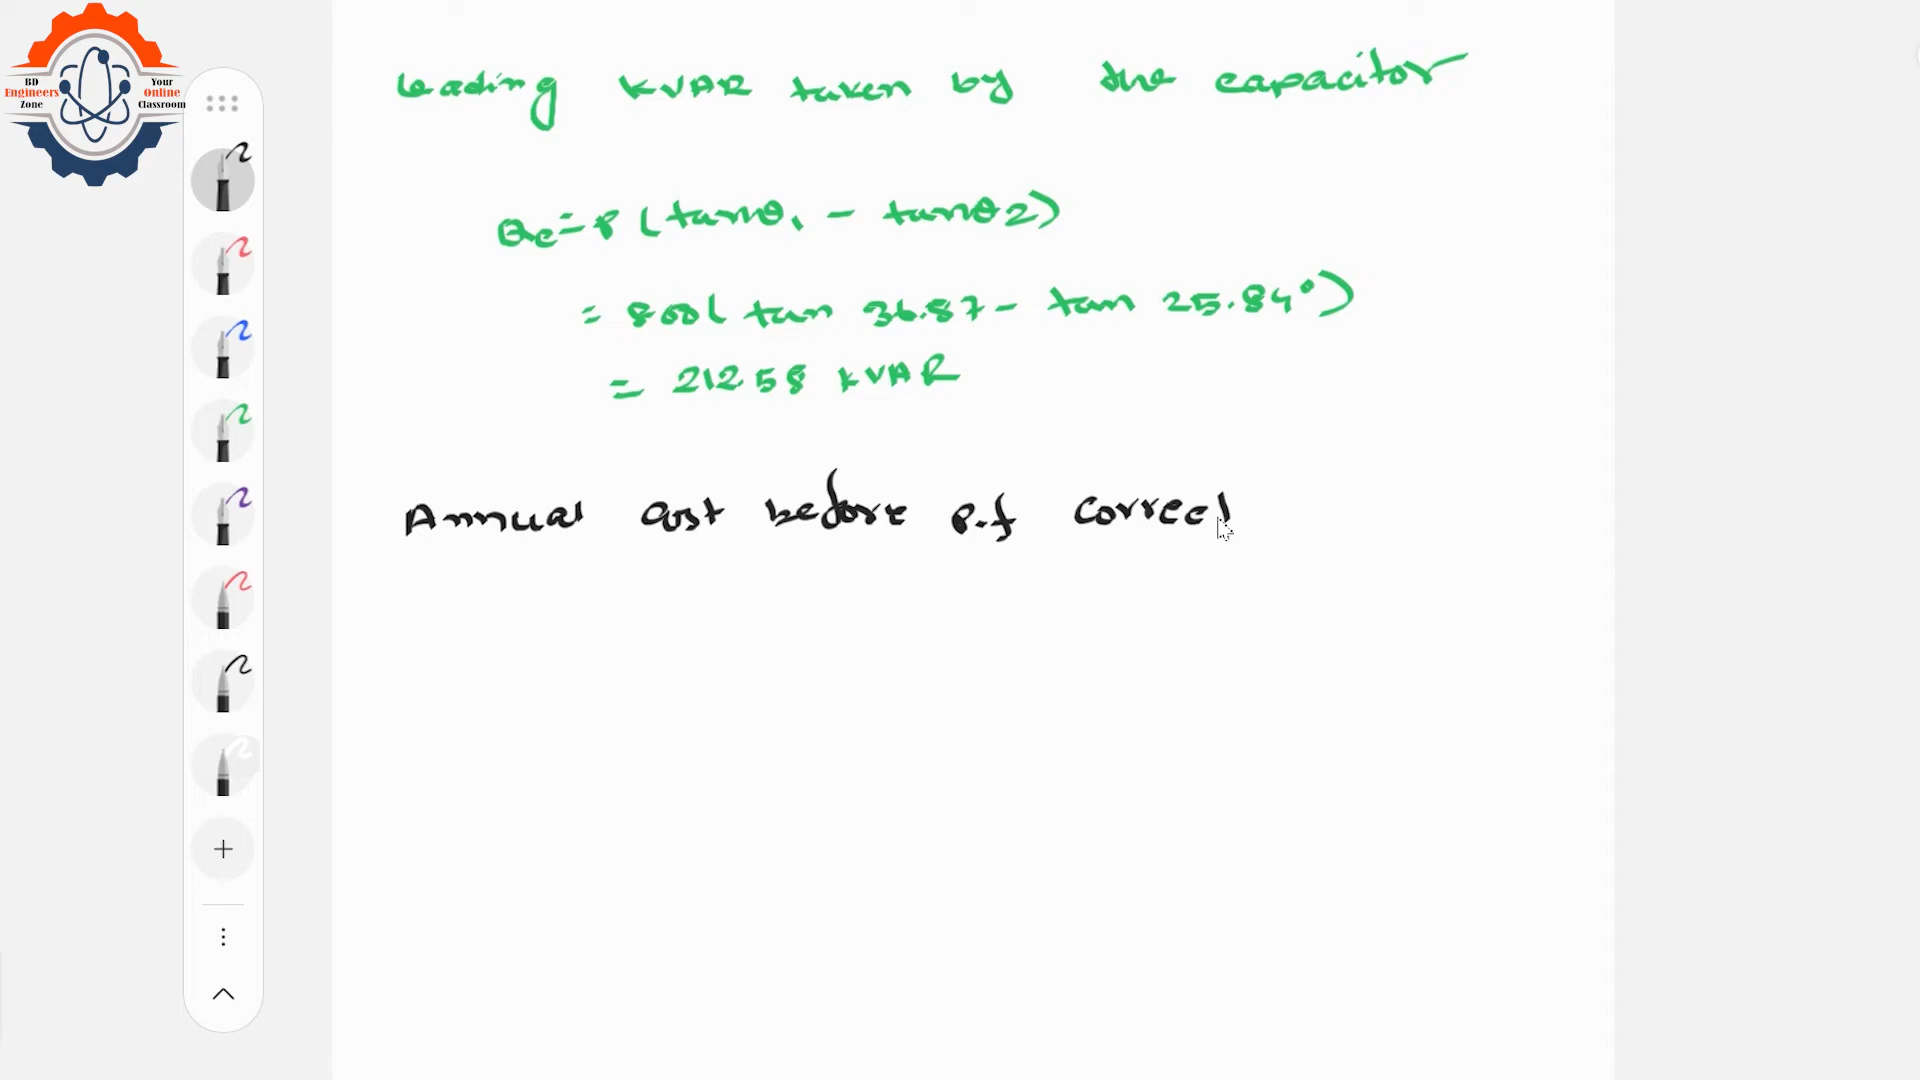 BD
Engineers
Zone
Your
Online
Classroom
Leading KVAR taken by the capacitor
Qc = P (tanθ1 - tanθ2)
= 800( tan 36.87 - tan 25.84°)
= 212.58 KVAR
Annual cost before P.f Correct